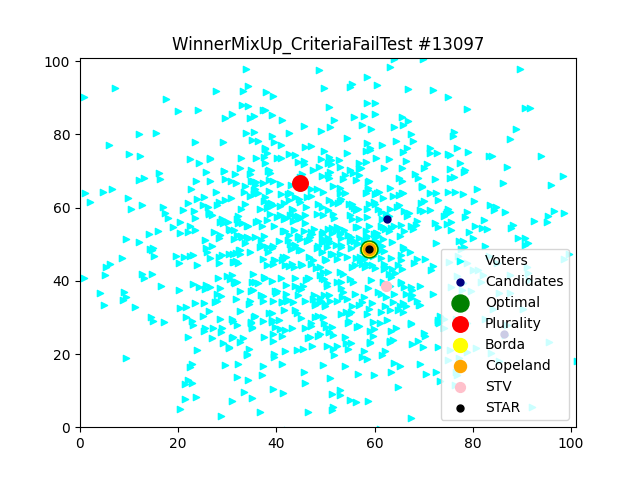 WinnerMixUp_CriteriaFailTest #13097
100
80
60
40
20
0
0
20
40
60
80
100
Voters
Candidates
Optimal
Plurality
Borda
Copeland
STV
STAR